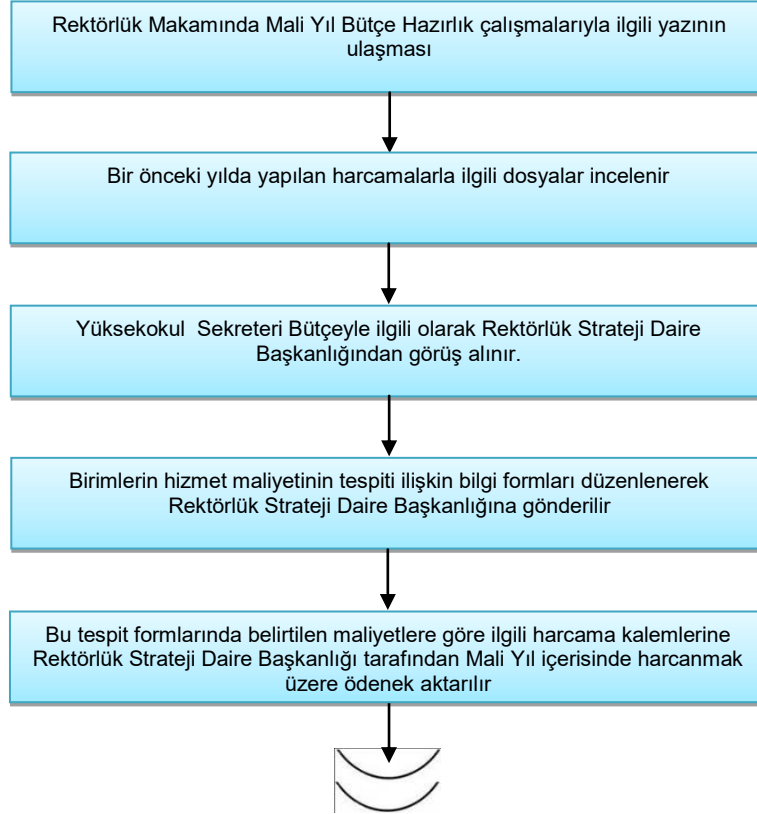 Rektörlük Makamında Mali Yıl Bütçe Hazırlık çalışmalarıyla ilgili yazının
ulaşması
Bir önceki yılda yapılan harcamalarla ilgili dosyalar incelenir
Yüksekokul  Sekreteri Bütçeyle ilgili olarak Rektörlük Strateji Daire
Başkanlığından görüş alınır.
Birimlerin hizmet maliyetinin tespiti ilişkin bilgi formları düzenlenerek
Rektörlük Strateji Daire Başkanlığına gönderilir
Bu tespit formlarında belirtilen maliyetlere göre ilgili harcama kalemlerine
Rektörlük Strateji Daire Başkanlığı tarafından Mali Yıl içerisinde harcanmak
üzere ödenek aktarılır